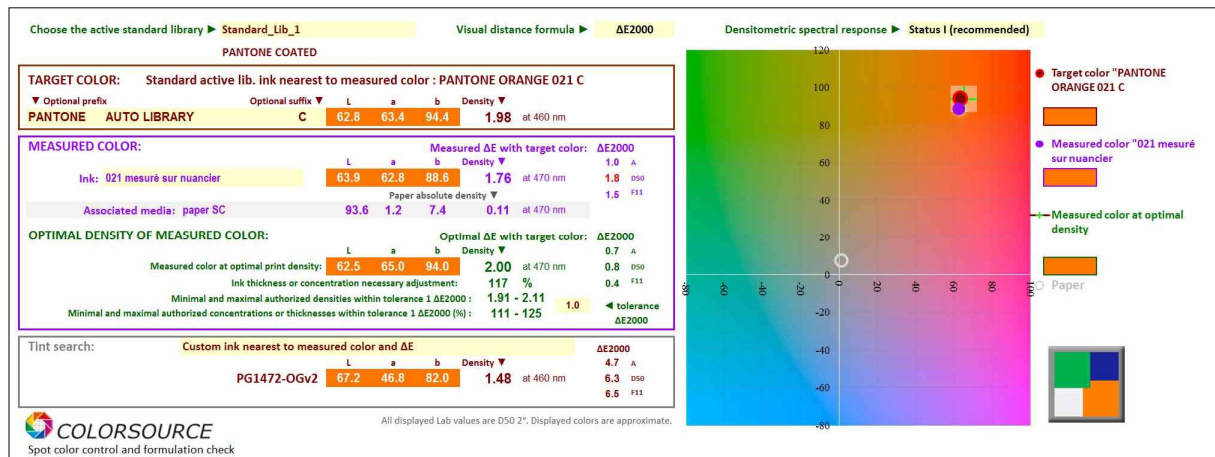 Choose the active standard library ► Standard_Lib_1 Visual distance formula ► ΔE2000 Densitometric spectral response ► Status I (recommended)
PANTONE COATED
TARGET COLOR: Standard active lib. ink nearest to measured color : PANTONE ORANGE 021 C
▼ Optional prefix Optional suffix ▼ L a b Density ▼
PANTONE AUTO LIBRARY C 62.8 63.4 94.4 1.98 at 460 nm
MEASURED COLOR: Measured ΔE with target color: ΔE2000
L a b Density ▼ 1.0 A
Ink: 021 mesuré sur nuancier 63.9 62.8 88.6 1.76 at 470 nm 1.8 D50
Paper absolute density ▼ 1.5 F11
Associated media: paper SC 93.6 1.2 7.4 0.11 at 470 nm
OPTIMAL DENSITY OF MEASURED COLOR: Optimal ΔE with target color: ΔE2000
L a b Density ▼ 0.7 A
Measured color at optimal print density: 62.5 65.0 94.0 2.00 at 470 nm 0.8 D50
Ink thickness or concentration necessary adjustment: 117 % 0.4 F11
Minimal and maximal authorized densities within tolerance 1 ΔE2000 : 1.91 - 2.11
1.0 ◄ tolerance
Minimal and maximal authorized concentrations or thicknesses within tolerance 1 ΔE2000 (%) : 111 - 125
ΔE2000
Tint search: Custom ink nearest to measured color and ΔE ΔE2000
L a b Density ▼ 4.7 A
PG1472-OGv2 67.2 46.8 82.0 1.48 at 460 nm 6.3 D50
6.5 F11
All displayed Lab values are D50 2°. Displayed colors are approximate.
COLORSOURCE
Spot color control and formulation check
120
100
80
60
40
20
0
-20
-40
-60
-80
-80 -60 -40 -20 0 20 40 60 80 100
Target color "PANTONE
ORANGE 021 C
Measured color "021 mesuré
sur nuancier
Measured color at optimal
density
Paper